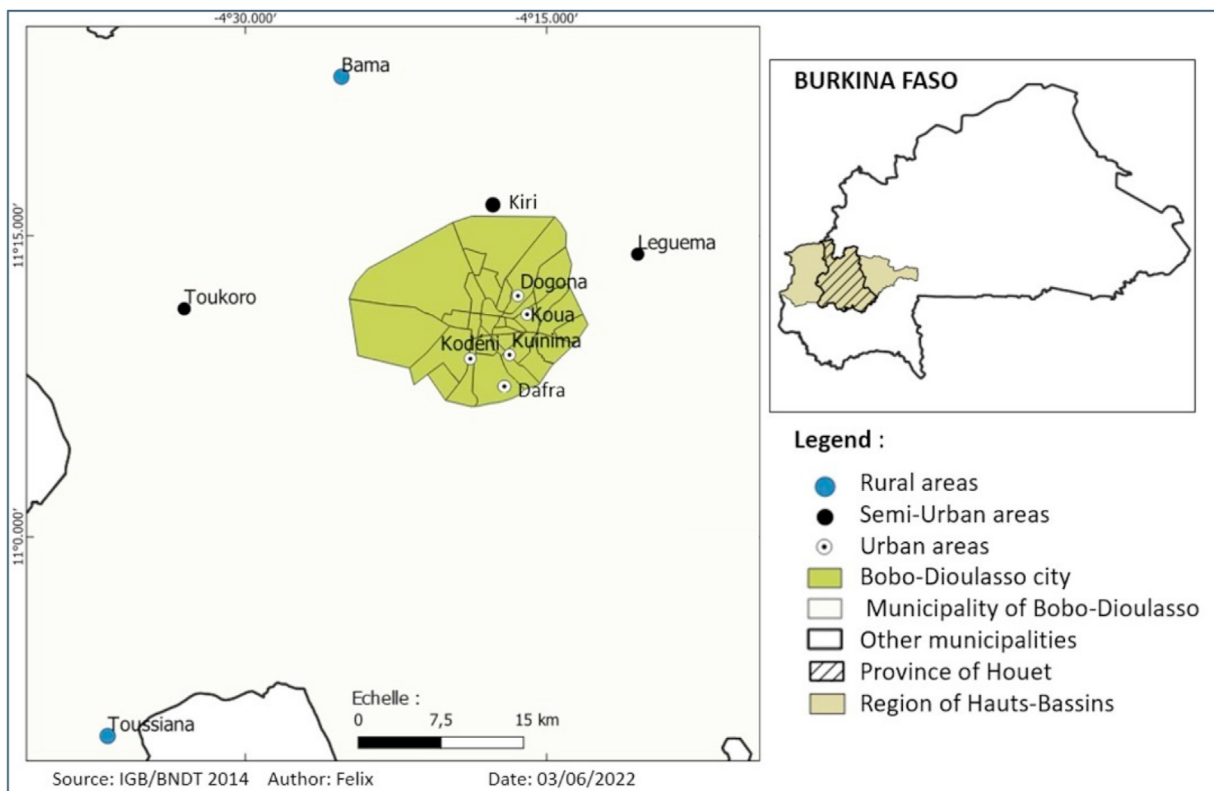 -4°30.000'
-4°15.000'
Bama
Kiri
11°15.000'
Leguema
Toukoro
Dogona
Koua
Kodéni
Kuinima
Dafra
11°0.000'
Toussiana
Echelle :
0 7,5 15 km
Source: IGB/BNDT 2014 Author: Felix Date: 03/06/2022
BURKINA FASO
Legend :
Rural areas
Semi-Urban areas
Urban areas
Bobo-Dioulasso city
Municipality of Bobo-Dioulasso
Other municipalities
Province of Houet
Region of Hauts-Bassins